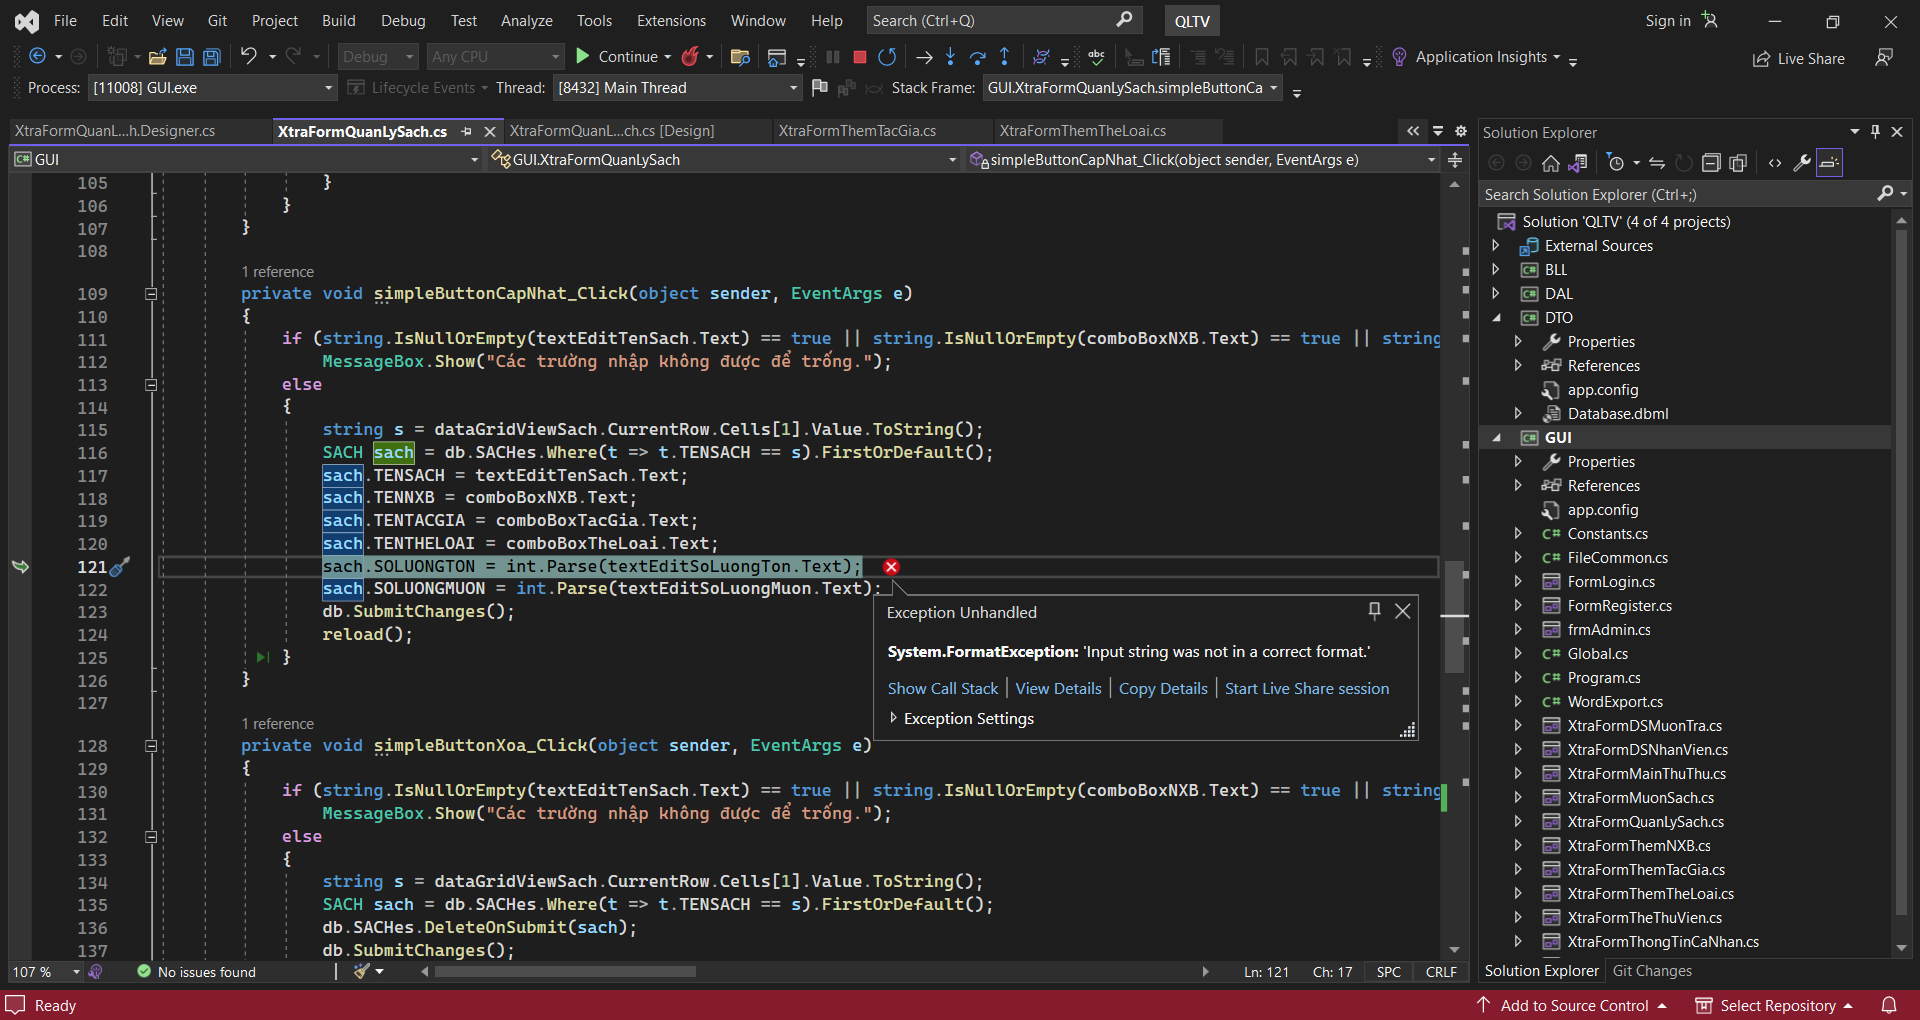 File Edit View Git Project Build Debug Test Analyze Tools Extensions Window Help Search (Ctrl+Q) QLTV Sign in
Debug Any CPU Continue Application Insights Live Share
Process: [11008] GUI.exe Lifecycle Events Thread: [8432] Main Thread Stack Frame: GUI.XtraFormQuanLySach.simpleButtonCa
XtraFormQuanL...h.Designer.cs XtraFormQuanLySach.cs XtraFormQuanL...ch.cs [Design] XtraFormThemTacGia.cs XtraFormThemTheLoai.cs
GUI GUI.XtraFormQuanLySach simpleButtonCapNhat_Click(object sender, EventArgs e)
105 }
106 }
107 }
108
1 reference
109 private void simpleButtonCapNhat_Click(object sender, EventArgs e)
110 {
111 if (string.IsNullOrEmpty(textEditTenSach.Text) == true || string.IsNullOrEmpty(comboBoxNXB.Text) == true || string
112 MessageBox.Show("Các trường nhập không được để trống.");
113 else
114 {
115 string s = dataGridViewSach.CurrentRow.Cells[1].Value.ToString();
116 SACH sach = db.SACHes.Where(t => t.TENSACH == s).FirstOrDefault();
117 sach.TENSACH = textEditTenSach.Text;
118 sach.TENNXB = comboBoxNXB.Text;
119 sach.TENTACGIA = comboBoxTacGia.Text;
120 sach.TENTHELOAI = comboBoxTheLoai.Text;
121 sach.SOLUONGTON = int.Parse(textEditSoLuongTon.Text);
122 sach.SOLUONGMUON = int.Parse(textEditSoLuongMuon.Text);
123 db.SubmitChanges();
124 reload();
125 }
126 }
127
1 reference
128 private void simpleButtonXoa_Click(object sender, EventArgs e)
129 {
130 if (string.IsNullOrEmpty(textEditTenSach.Text) == true || string.IsNullOrEmpty(comboBoxNXB.Text) == true || string
131 MessageBox.Show("Các trường nhập không được để trống.");
132 else
133 {
134 string s = dataGridViewSach.CurrentRow.Cells[1].Value.ToString();
135 SACH sach = db.SACHes.Where(t => t.TENSACH == s).FirstOrDefault();
136 db.SACHes.DeleteOnSubmit(sach);
137 db.SubmitChanges();
Exception Unhandled
System.FormatException: 'Input string was not in a correct format.'
Show Call Stack | View Details | Copy Details | Start Live Share session
Exception Settings
107 % No issues found Ln: 121 Ch: 17 SPC CRLF
Solution Explorer
Search Solution Explorer (Ctrl+;)
Solution 'QLTV' (4 of 4 projects)
External Sources
BLL
DAL
DTO
Properties
References
app.config
Database.dbml
GUI
Properties
References
app.config
Constants.cs
FileCommon.cs
FormLogin.cs
FormRegister.cs
frmAdmin.cs
Global.cs
Program.cs
WordExport.cs
XtraFormDSMuonTra.cs
XtraFormDSNhanVien.cs
XtraFormMainThuThu.cs
XtraFormMuonSach.cs
XtraFormQuanLySach.cs
XtraFormThemNXB.cs
XtraFormThemTacGia.cs
XtraFormThemTheLoai.cs
XtraFormTheThuVien.cs
XtraFormThongTinCaNhan.cs
Solution Explorer Git Changes
Ready Add to Source Control Select Repository